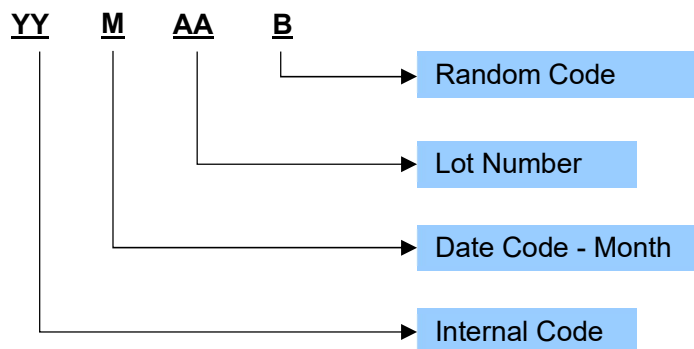 YY M AA B
Random Code
Lot Number
Date Code - Month
Internal Code